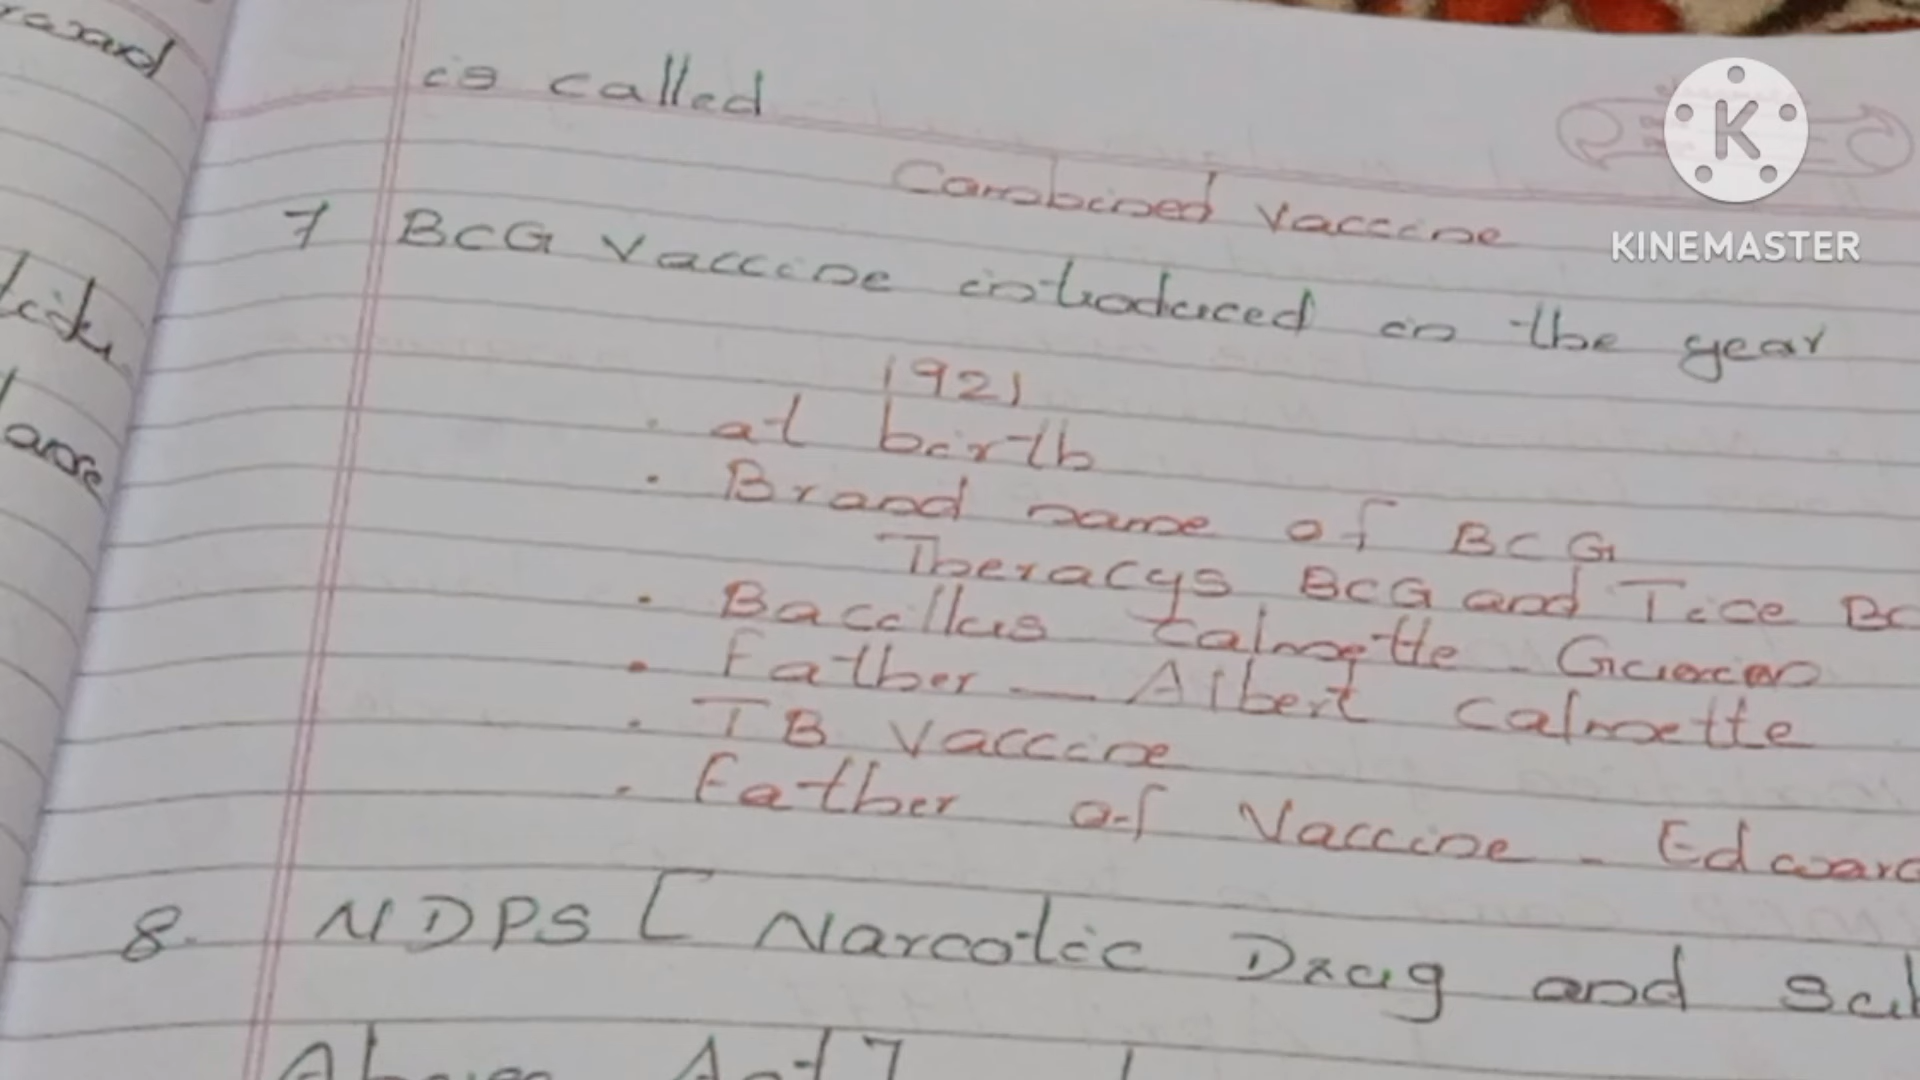 is called
Combined Vaccine
7 BCG Vaccine introduced in the year
1921
· at birth
· Brand name of BCG
Theracys BCG and Tice BC
· Bacillus Calmette - Guerin
· Father — Albert Calmette
· TB Vaccine
· Father of Vaccine - Edward
8. NDPS [ Narcotic Drug and Sub
KINEMASTER